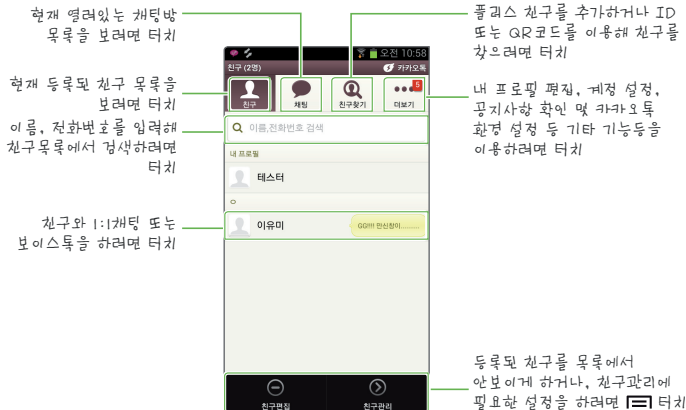 현재 열려있는 채팅방
목록을 보려면 터치
현재 등록된 친구 목록을
보려면 터치
이름, 전화번호를 입력해
친구목록에서 검색하려면
터치
친구와 1:1채팅 또는
보이스톡을 하려면 터치
오전 10:58
친구 (2명)
카카오톡
친구
채팅
친구찾기
5
더보기
이름,전화번호 검색
내 프로필
테스터
ㅇ
이유미
GG!!!! 만신창이.........
친구편집
친구관리
플러스 친구를 추가하거나 ID
또는 QR코드를 이용해 친구를
찾으려면 터치
내 프로필 편집, 계정 설정,
공지사항 확인 및 카카오톡
환경 설정 등 기타 기능등을
이용하려면 터치
등록된 친구를 목록에서
안보이게 하거나, 친구관리에
필요한 설정을 하려면 터치